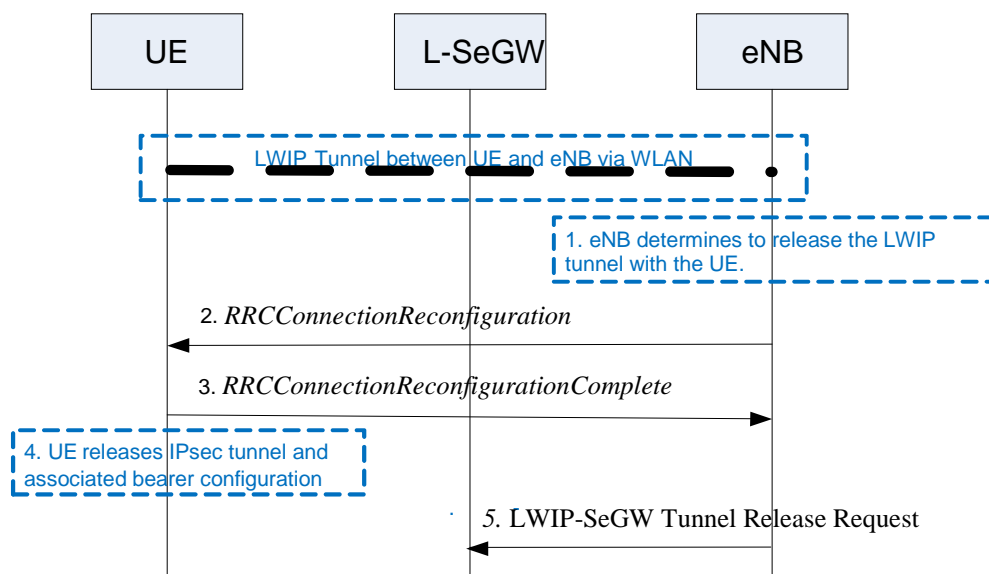 UE
L-SeGW
eNB
LWIP Tunnel between UE and eNB via WLAN
1. eNB determines to release the LWIP
tunnel with the UE.
2. RRCConnectionReconfiguration
3. RRCConnectionReconfigurationComplete
4. UE releases IPsec tunnel and
associated bearer configuration
5. LWIP-SeGW Tunnel Release Request